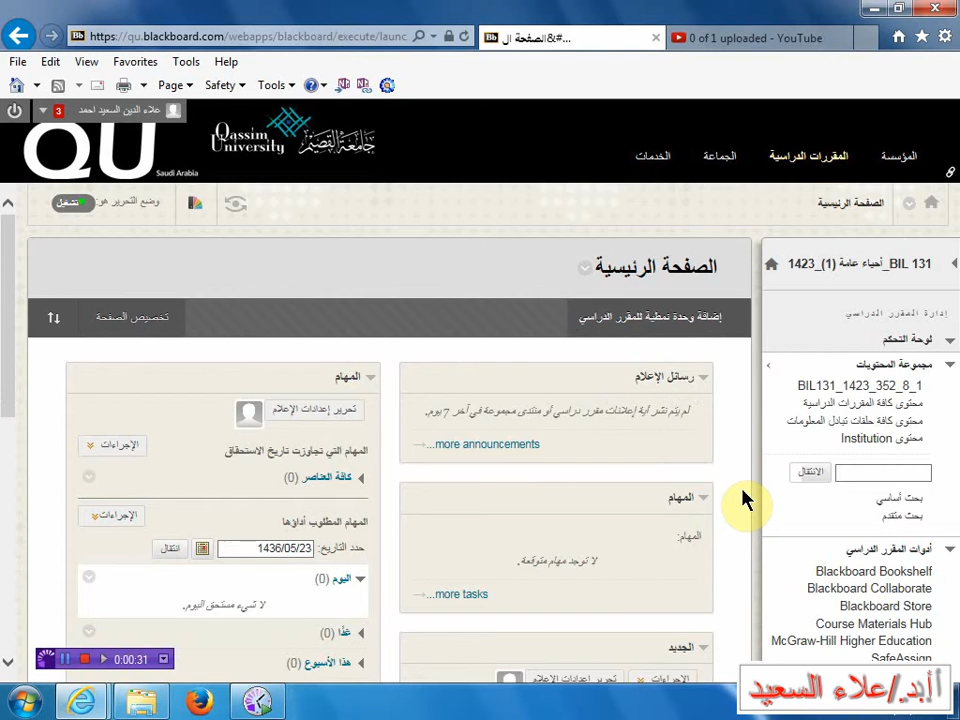 https://qu.blackboard.com/webapps/blackboard/execute/launc
الصفحة ال&#...
0 of 1 uploaded - YouTube
File Edit View Favorites Tools Help
Page Safety Tools
3 علاء الدين السعيد احمد
QU
Saudi Arabia
Qassim University
جامعة القصيم
المؤسسة
المقررات الدراسية
الجماعة
الخدمات
الصفحة الرئيسية
وضع التحرير هو: تشغيل
BIL 131_أحياء عامة (1)_1423
إدارة المقرر الدراسي
لوحة التحكم
مجموعة المحتويات
BIL131_1423_352_8_1
محتوى كافة المقررات الدراسية
محتوى كافة حلقات تبادل المعلومات
محتوى Institution
الانتقال
بحث أساسي
بحث متقدم
أدوات المقرر الدراسي
Blackboard Bookshelf
Blackboard Collaborate
Blackboard Store
Course Materials Hub
McGraw-Hill Higher Education
SafeAssign
الصفحة الرئيسية
إضافة وحدة نمطية للمقرر الدراسي
تخصيص الصفحة
رسائل الإعلام
لم يتم نشر أية إعلانات مقرر دراسي أو منتدى مجموعة في آخر 7 يوم.
more announcements...
المهام
المهام:
لا توجد مهام متوقعة.
more tasks...
الجديد
تحرير إعدادات الإعلام
الإجراءات
المهام
تحرير إعدادات الإعلام
الإجراءات
المهام التي تجاوزت تاريخ الاستحقاق
كافة العناصر (0)
الإجراءات
المهام المطلوب أداؤها
حدد التاريخ: 1436/05/23 انتقال
اليوم (0)
لا شيء مستحق اليوم.
غدًا (0)
هذا الأسبوع (0)
0:00:31
أ.د/علاء السعيد